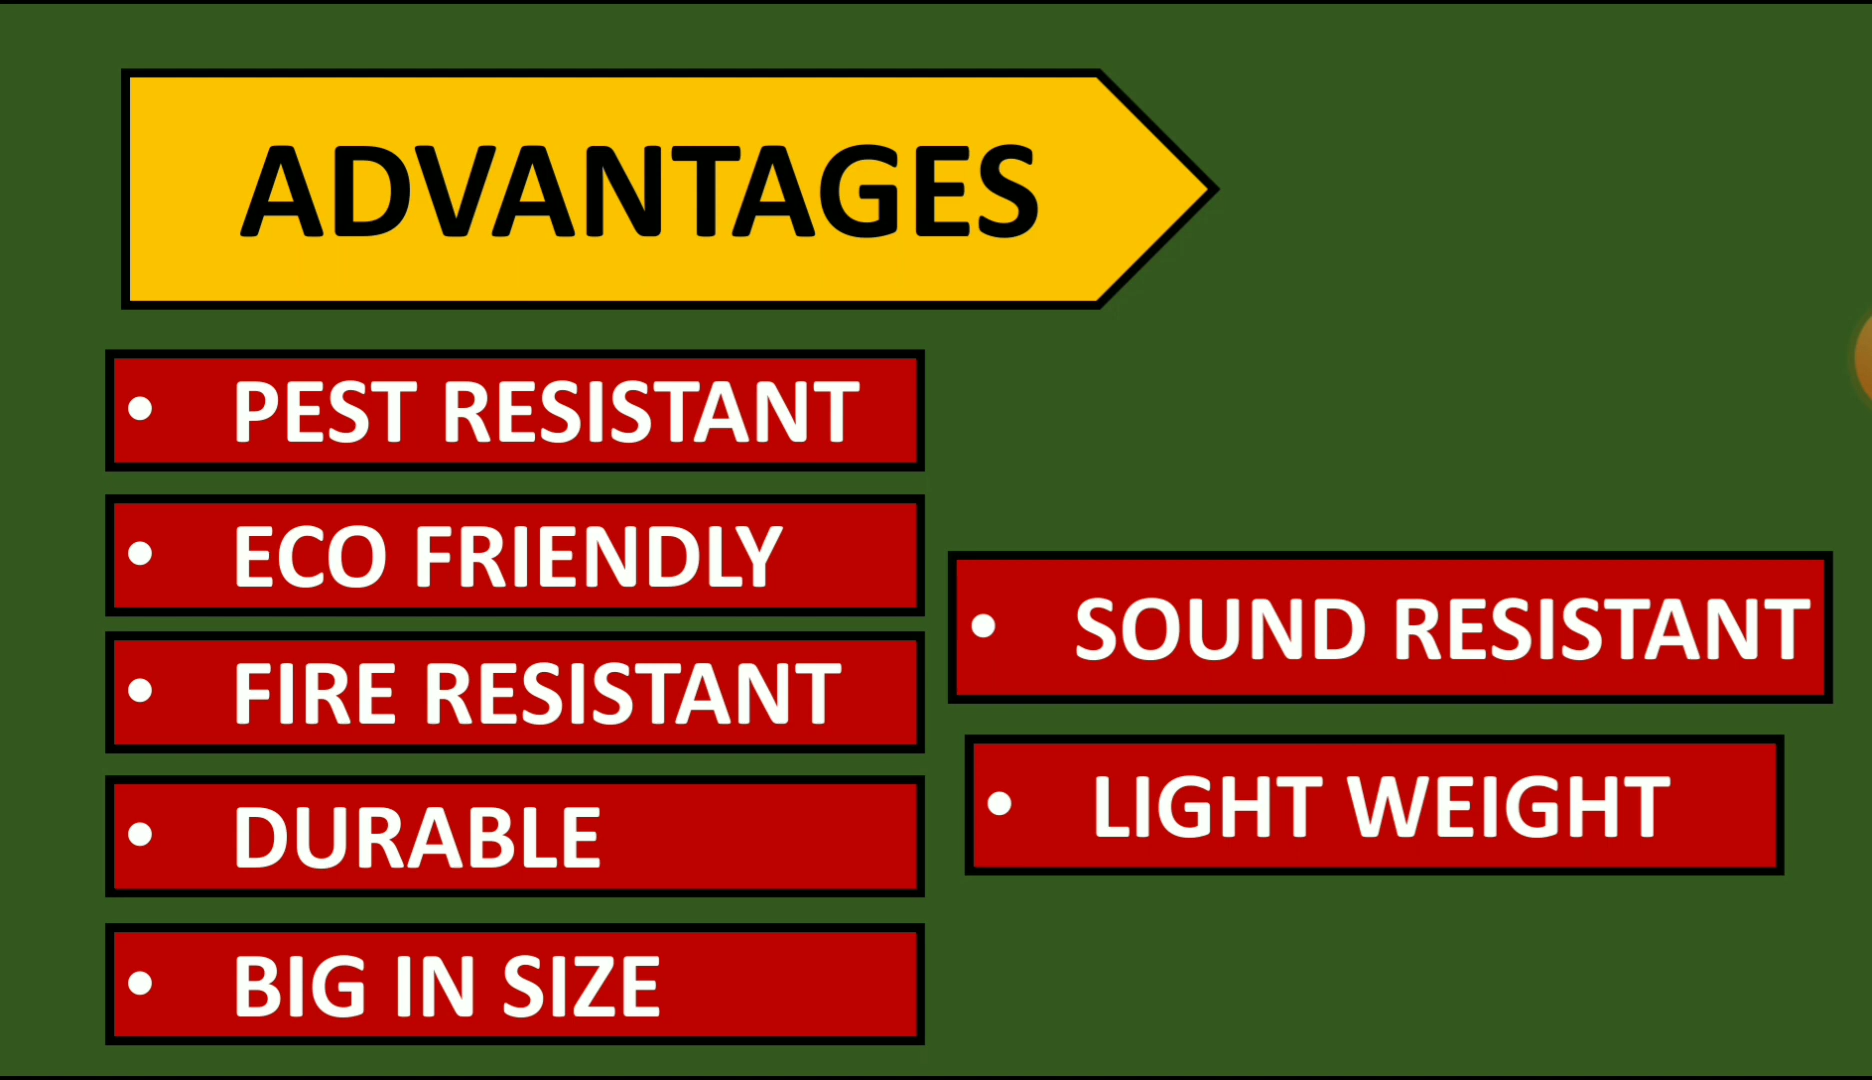 ADVANTAGES
• PEST RESISTANT
• ECO FRIENDLY
• FIRE RESISTANT
• DURABLE
• BIG IN SIZE
• SOUND RESISTANT
• LIGHT WEIGHT